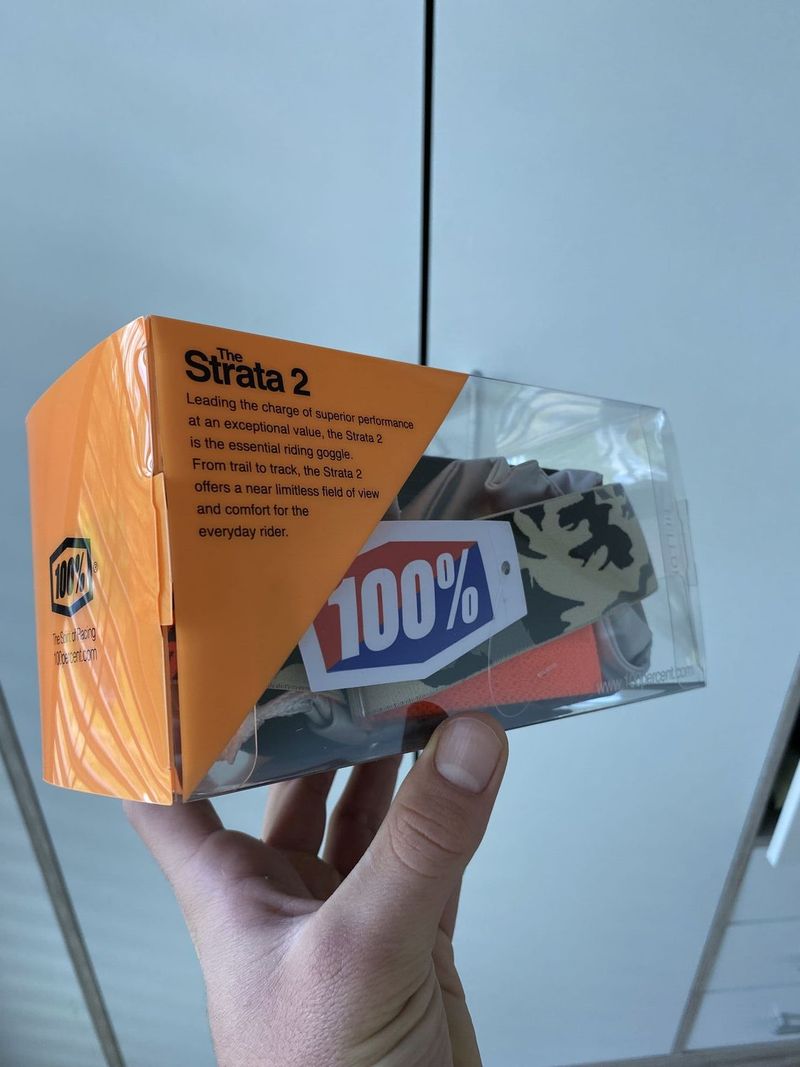 The
Strata 2
Leading the charge of superior performance
at an exceptional value, the Strata 2
is the essential riding goggle.
From trail to track, the Strata 2
offers a near limitless field of view
and comfort for the
everyday rider.
100%®
The Spirit of Racing
100percent.com
100%
www.100percent.com